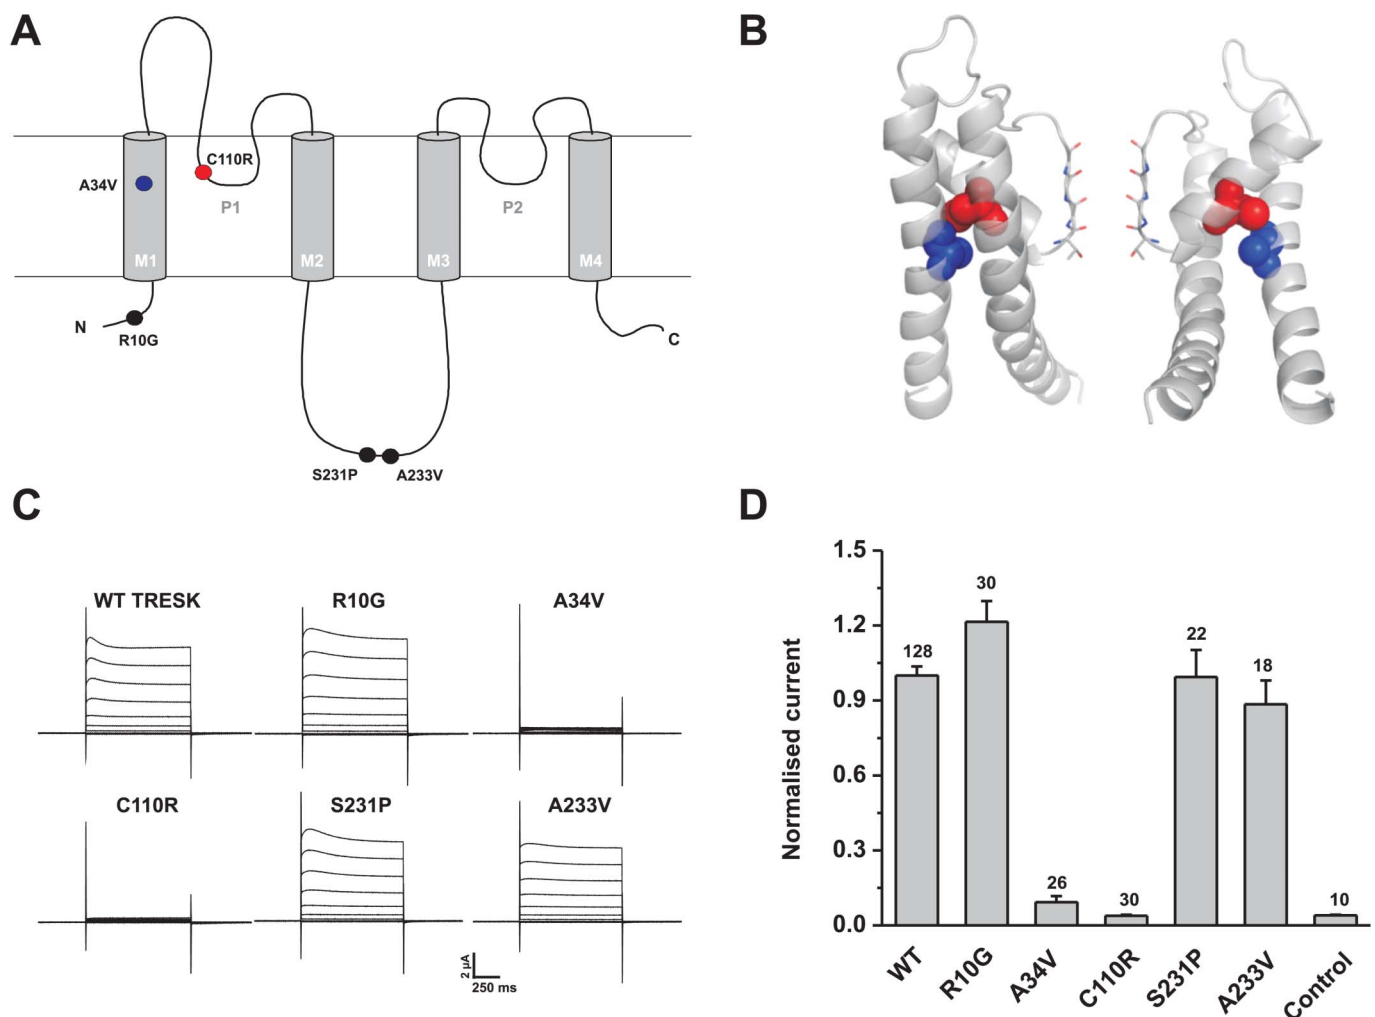 A
B
C110R
A34V
P1
P2
M1
M2
M3
M4
N
R10G
C
S231P
A233V
C
D
WT TRESK
R10G
A34V
C110R
S231P
A233V
2 µA
250 ms
Normalised current
1.5
1.2
0.9
0.6
0.3
0.0
128
30
26
30
22
18
10
WT
R10G
A34V
C110R
S231P
A233V
Control